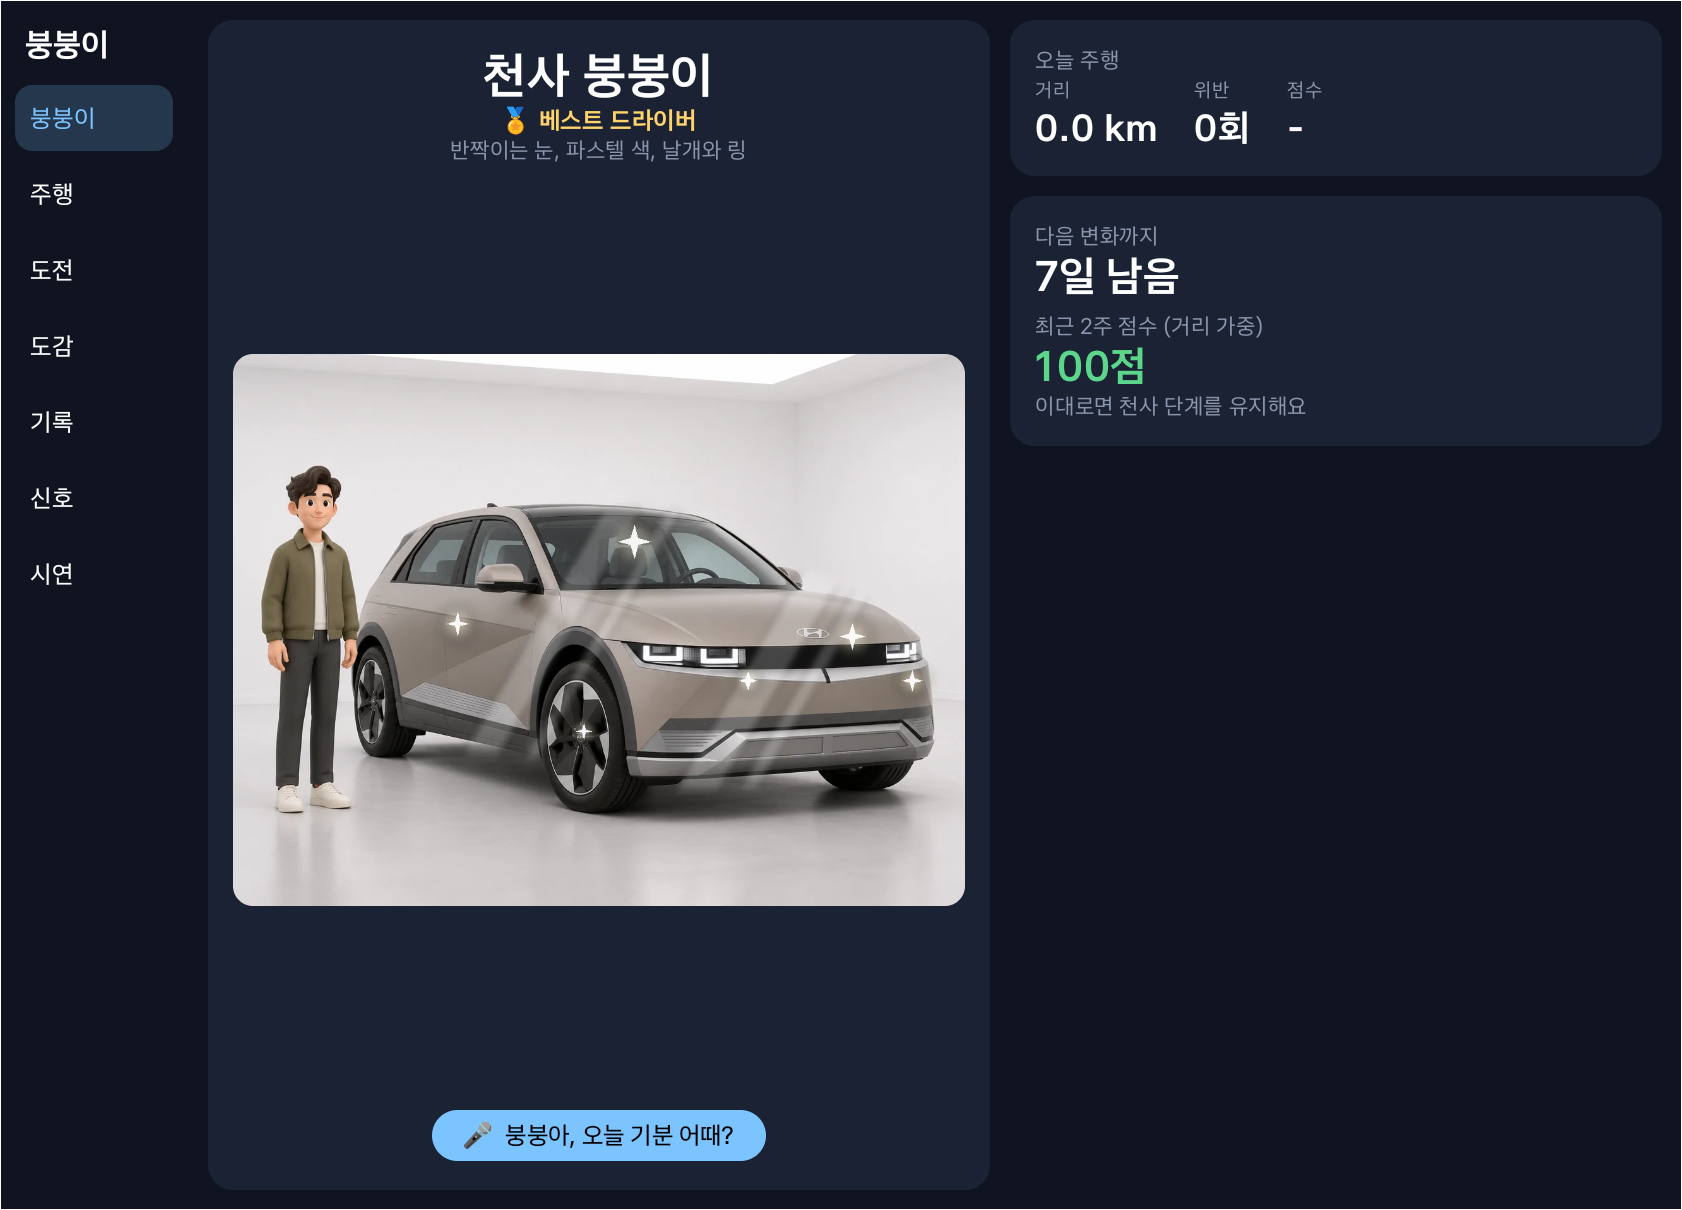 붕붕이
붕붕이
주행
도전
도감
기록
신호
시연
천사 붕붕이
🏅 베스트 드라이버
반짝이는 눈, 파스텔 색, 날개와 링
🎤 붕붕아, 오늘 기분 어때?
오늘 주행
거리 위반 점수
0.0 km 0회 -
다음 변화까지
7일 남음
최근 2주 점수 (거리 가중)
100점
이대로면 천사 단계를 유지해요